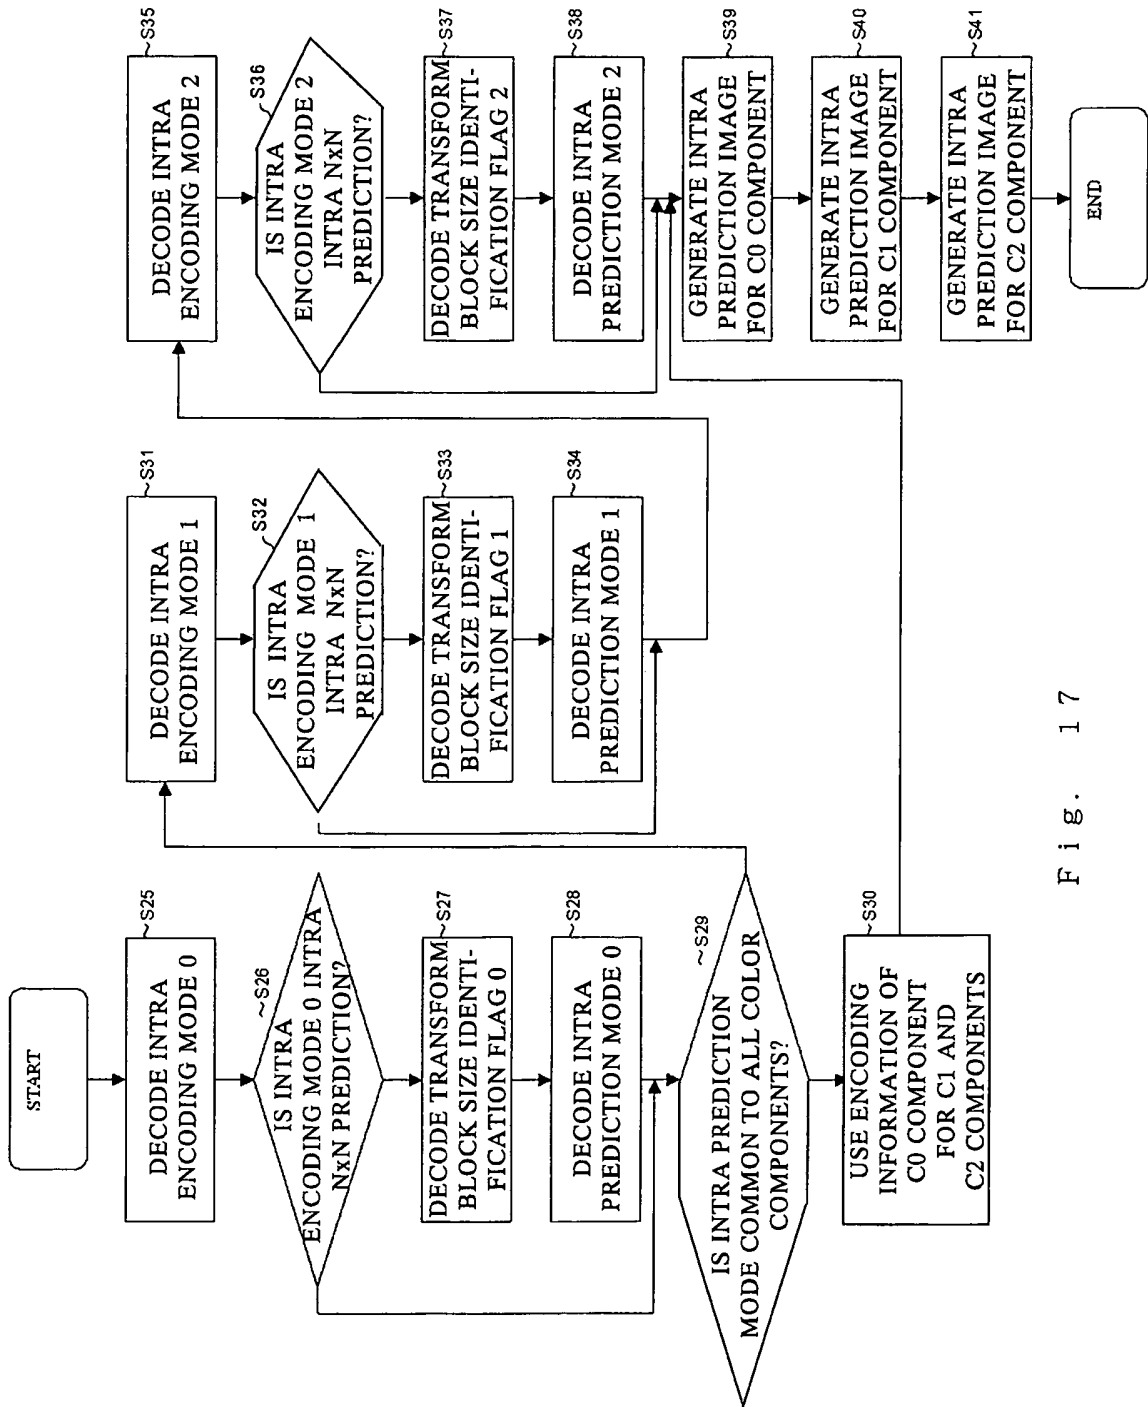 START
DECODE INTRA
ENCODING MODE 0
~S25
IS INTRA
ENCODING MODE 0 INTRA
NxN PREDICTION?
~S26
DECODE TRANSFORM
BLOCK SIZE IDENTI-
FICATION FLAG 0
~S27
DECODE INTRA
PREDICTION MODE 0
~S28
IS INTRA PREDICTION
MODE COMMON TO ALL COLOR
COMPONENTS?
~S29
USE ENCODING
INFORMATION OF
C0 COMPONENT
FOR C1 AND
C2 COMPONENTS
~S30
DECODE INTRA
ENCODING MODE 1
~S31
IS INTRA
ENCODING MODE 1
INTRA NxN
PREDICTION?
~S32
DECODE TRANSFORM
BLOCK SIZE IDENTI-
FICATION FLAG 1
~S33
DECODE INTRA
PREDICTION MODE 1
~S34
DECODE INTRA
ENCODING MODE 2
~S35
IS INTRA
ENCODING MODE 2
INTRA NxN
PREDICTION?
~S36
DECODE TRANSFORM
BLOCK SIZE IDENTI-
FICATION FLAG 2
~S37
DECODE INTRA
PREDICTION MODE 2
~S38
GENERATE INTRA
PREDICTION IMAGE
FOR C0 COMPONENT
~S39
GENERATE INTRA
PREDICTION IMAGE
FOR C1 COMPONENT
~S40
GENERATE INTRA
PREDICTION IMAGE
FOR C2 COMPONENT
~S41
END
Fig. 17